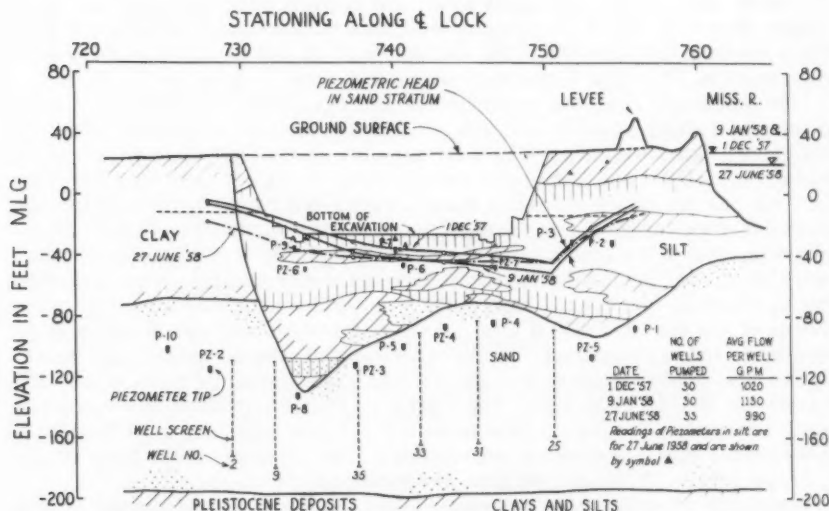 STATIONING ALONG ℄ LOCK
720 730 740 750 760
80 80
PIEZOMETRIC HEAD
IN SAND STRATUM
LEVEE
MISS. R.
40 40
GROUND SURFACE
9 JAN '58 &
1 DEC '57
27 JUNE '58
0 0
BOTTOM OF
EXCAVATION
1 DEC '57
P-3
P-2
CLAY
SILT
-40 -40
27 JUNE '58
P-9
P-7
PZ-6
P-6
PZ-7
9 JAN '58
-80 -80
P-10
PZ-2
P-5
PZ-4
P-4
SAND
P-1
PZ-5
PZ-3
P-8
-120 -120
PIEZOMETER TIP
WELL SCREEN
WELL NO.
2 9 35 33 31 25
-160 -160
DATE
NO. OF
WELLS
PUMPED
AVG FLOW
PER WELL
G.P.M
1 DEC '57 30 1020
9 JAN '58 30 1130
27 JUNE '58 33 990
Readings of Piezometers in silt are
for 27 June 1958 and are shown
by symbol
-200 -200
PLEISTOCENE DEPOSITS CLAYS AND SILTS
ELEVATION IN FEET MLG